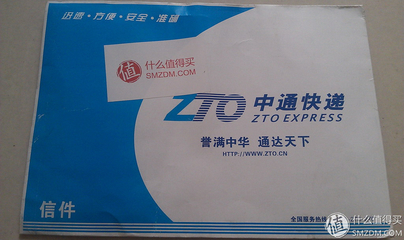 迅速·方便·安全·准确
值 什么值得买
SMZDM.COM
ZTO 中通快递
ZTO EXPRESS
誉满中华 通达天下
HTTP://WWW.ZTO.CN
信件
全国服务热线
值 什么值得买
SMZDM.COM